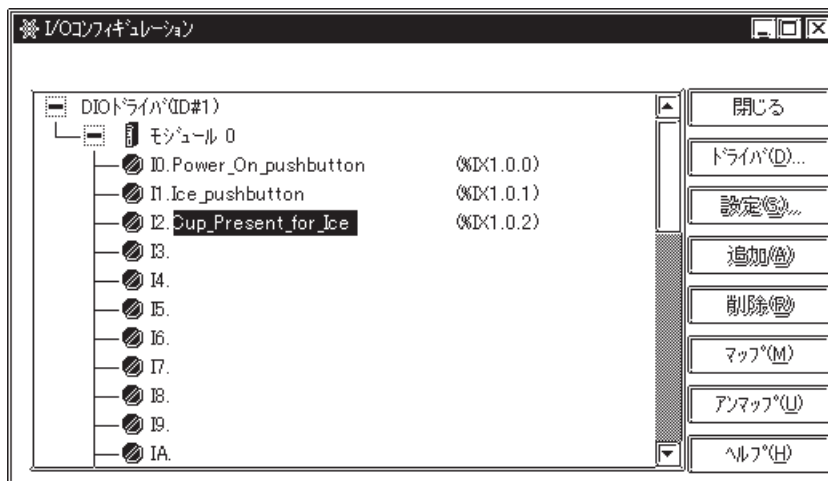 I/Oコンフィギュレーション
DIOドライバ(ID#1)
モジュール 0
I0.Power_On_pushbutton (%IX1.0.0)
I1.Ice_pushbutton (%IX1.0.1)
I2.Cup_Present_for_Ice (%IX1.0.2)
I3.
I4.
I5.
I6.
I7.
I8.
I9.
IA.
閉じる
ドライバ(D)...
設定(S)...
追加(A)
削除(R)
マップ(M)
アンマップ(U)
ヘルプ(H)